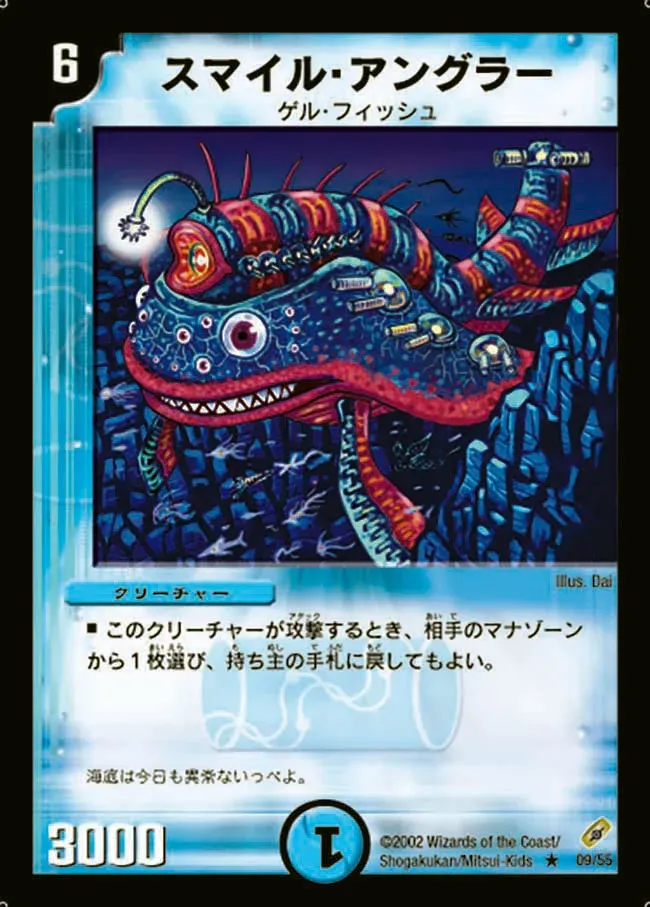 6
スマイル・アングラー
ゲル・フィッシュ
Illus. Dai
クリーチャー
■ このクリーチャーが攻撃するとき、相手のマナゾーン
から1枚選び、持ち主の手札に戻してもよい。
海底は今日も異常ないっぺよ。
3000
1
©2002 Wizards of the Coast/
Shogakukan/Mitsui-Kids ★ 09/55